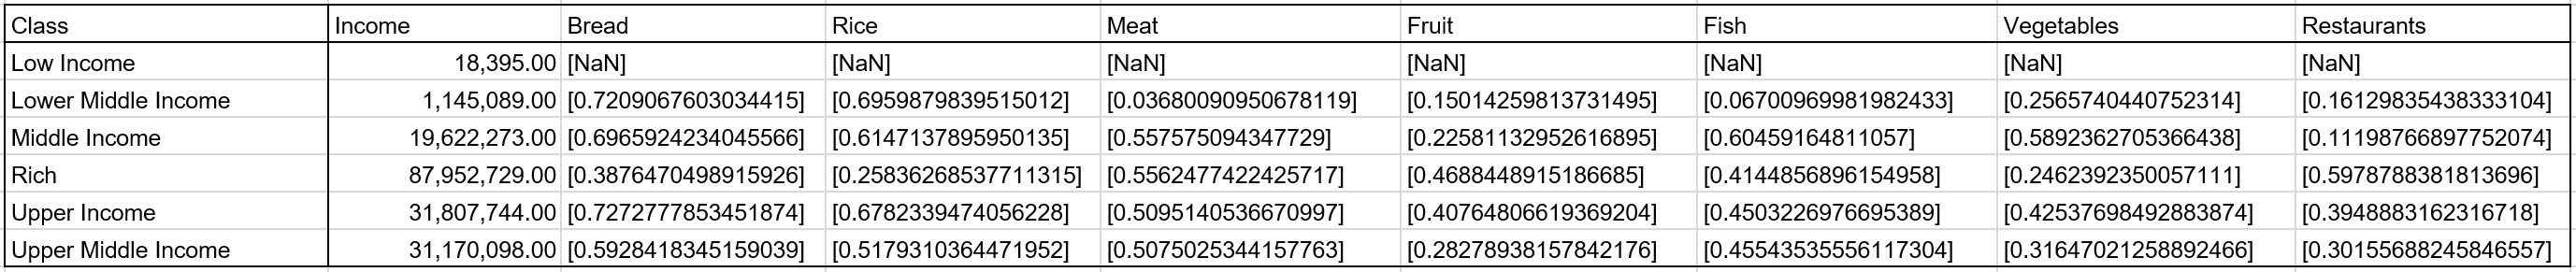 Class Income Bread Rice Meat Fruit Fish Vegetables Restaurants
Low Income 18,395.00 [NaN] [NaN] [NaN] [NaN] [NaN] [NaN] [NaN]
Lower Middle Income 1,145,089.00 [0.7209067603034415] [0.6959879839515012] [0.03680090950678119] [0.15014259813731495] [0.06700969981982433] [0.2565740440752314] [0.16129835438333104]
Middle Income 19,622,273.00 [0.6965924234045566] [0.6147137895950135] [0.557575094347729] [0.22581132952616895] [0.60459164811057] [0.5892362705366438] [0.11198766897752074]
Rich 87,952,729.00 [0.3876470498915926] [0.25836268537711315] [0.5562477422425717] [0.4688448915186685] [0.4144856896154958] [0.2462392350057111] [0.5978788381813696]
Upper Income 31,807,744.00 [0.7272777853451874] [0.6782339474056228] [0.5095140536670997] [0.40764806619369204] [0.4503226976695389] [0.42537698492883874] [0.3948883162316718]
Upper Middle Income 31,170,098.00 [0.5928418345159039] [0.5179310364471952] [0.5075025344157763] [0.28278938157842176] [0.45543535556117304] [0.31647021258892466] [0.30155688245846557]